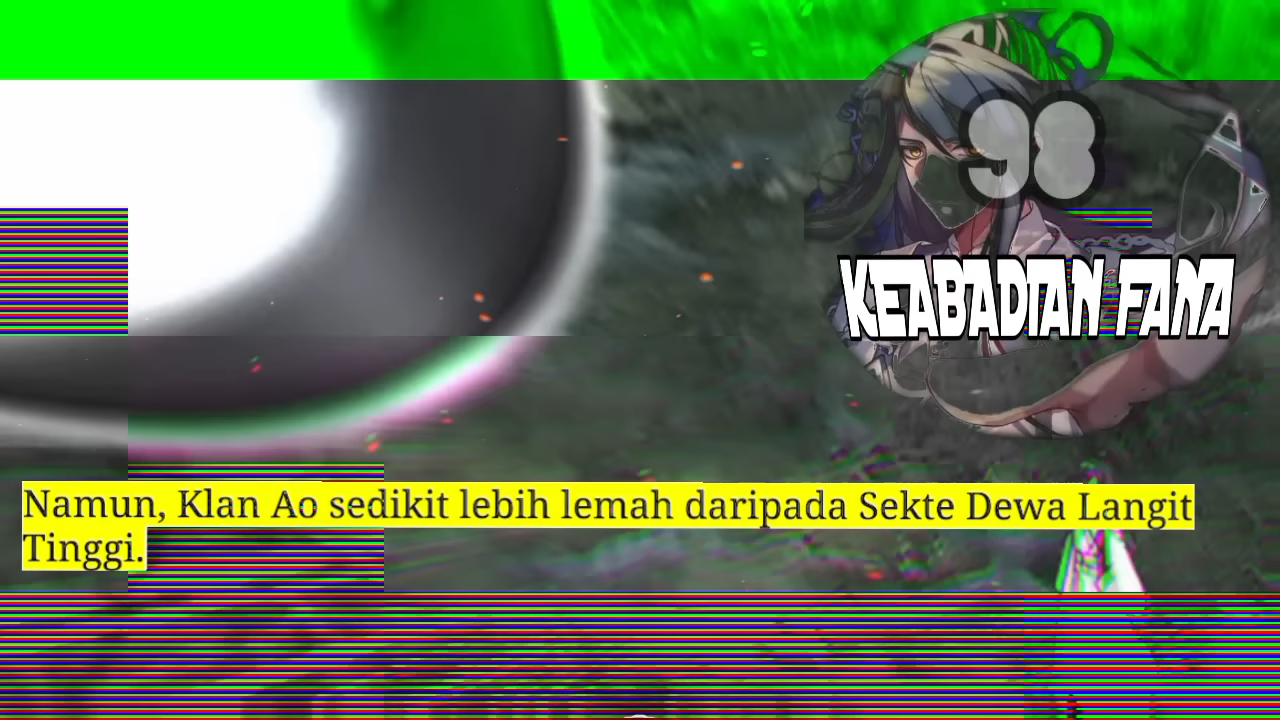 98
KEABADIAN FANA
Namun, Klan Ao sedikit lebih lemah daripada Sekte Dewa Langit
Tinggi.